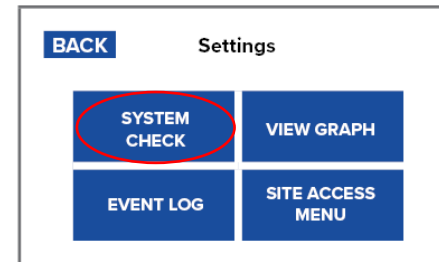 BACK Settings
SYSTEM
CHECK
VIEW GRAPH
EVENT LOG
SITE ACCESS
MENU